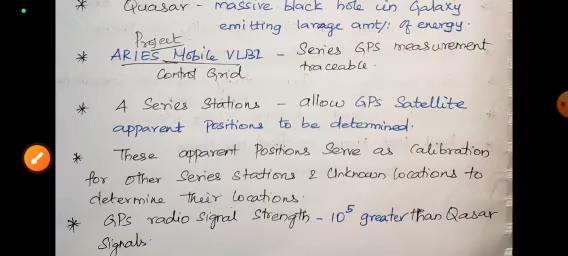 * Quasar - massive black hole in Galaxy
emitting larage amt/: of energy.
Project
* ARIES Mobile VLBI - Series GPS measurement
Control Grid traceable.
* 4 Series Stations - allow GPS Satellite
apparent Positions to be determined.
* These apparent Positions Serve as Calibration
for other Series Stations & Unknown locations to
determine their locations.
* GPS radio Signal Strength - 10⁵ greater than Qasar
Signals.